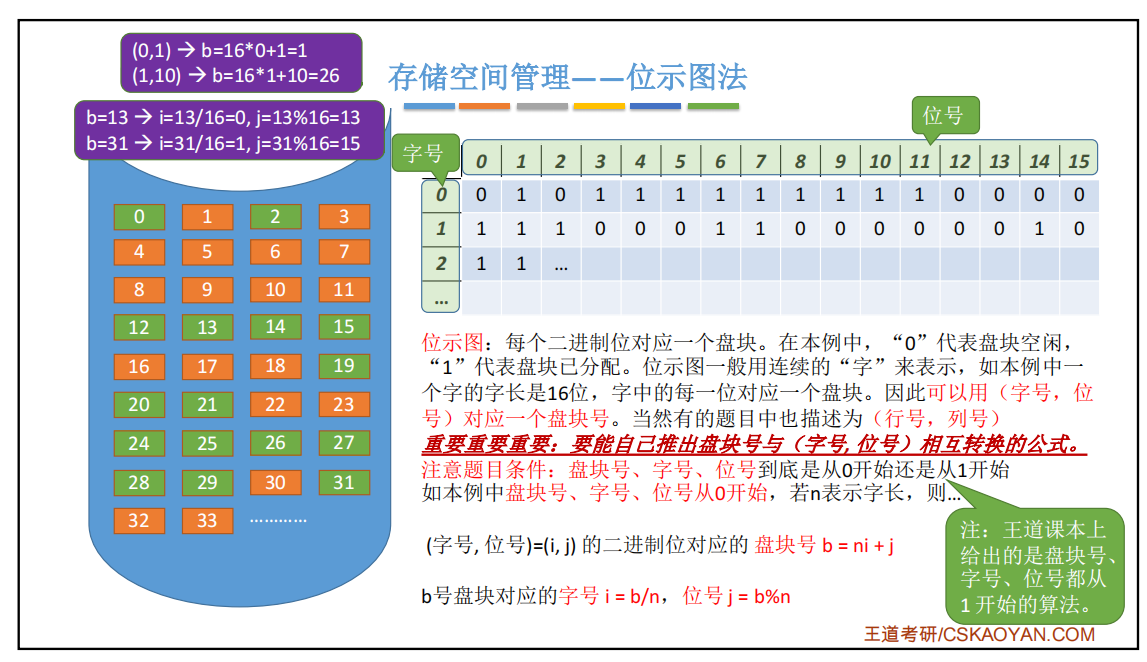 (0,1) → b=16*0+1=1
(1,10) → b=16*1+10=26
存储空间管理——位示图法
b=13 → i=13/16=0, j=13%16=13
b=31 → i=31/16=1, j=31%16=15
位号
字号
0 1 2 3 4 5 6 7 8 9 10 11 12 13 14 15
0 0 1 0 1 1 1 1 1 1 1 1 1 0 0 0 0
1 1 1 1 0 0 0 1 1 0 0 0 0 0 0 1 0
2 1 1 …
…
0 1 2 3
4 5 6 7
8 9 10 11
12 13 14 15
16 17 18 19
20 21 22 23
24 25 26 27
28 29 30 31
32 33 …………
位示图：每个二进制位对应一个盘块。在本例中，“0”代表盘块空闲，
“1”代表盘块已分配。位示图一般用连续的“字”来表示，如本例中一
个字的字长是16位，字中的每一位对应一个盘块。因此可以用（字号，位
号）对应一个盘块号。当然有的题目中也描述为（行号，列号）
重要重要重要：要能自己推出盘块号与（字号, 位号）相互转换的公式。
注意题目条件：盘块号、字号、位号到底是从0开始还是从1开始
如本例中盘块号、字号、位号从0开始，若n表示字长，则…
(字号, 位号)=(i, j) 的二进制位对应的 盘块号 b = ni + j
b号盘块对应的字号 i = b/n，位号 j = b%n
注：王道课本上
给出的是盘块号、
字号、位号都从
1 开始的算法。
王道考研/CSKAOYAN.COM